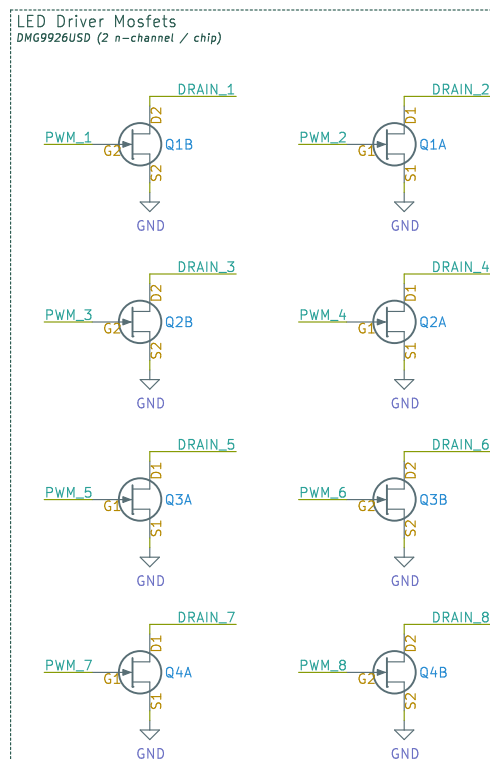 LED Driver Mosfets
DMG9926USD (2 n-channel / chip)
DRAIN_1
D2
PWM_1
G2
Q1B
S2
GND
DRAIN_2
D1
PWM_2
G1
Q1A
S1
GND
DRAIN_3
D2
PWM_3
G2
Q2B
S2
GND
DRAIN_4
D1
PWM_4
G1
Q2A
S1
GND
DRAIN_5
D1
PWM_5
G1
Q3A
S1
GND
DRAIN_6
D2
PWM_6
G2
Q3B
S2
GND
DRAIN_7
D1
PWM_7
G1
Q4A
S1
GND
DRAIN_8
D2
PWM_8
G2
Q4B
S2
GND